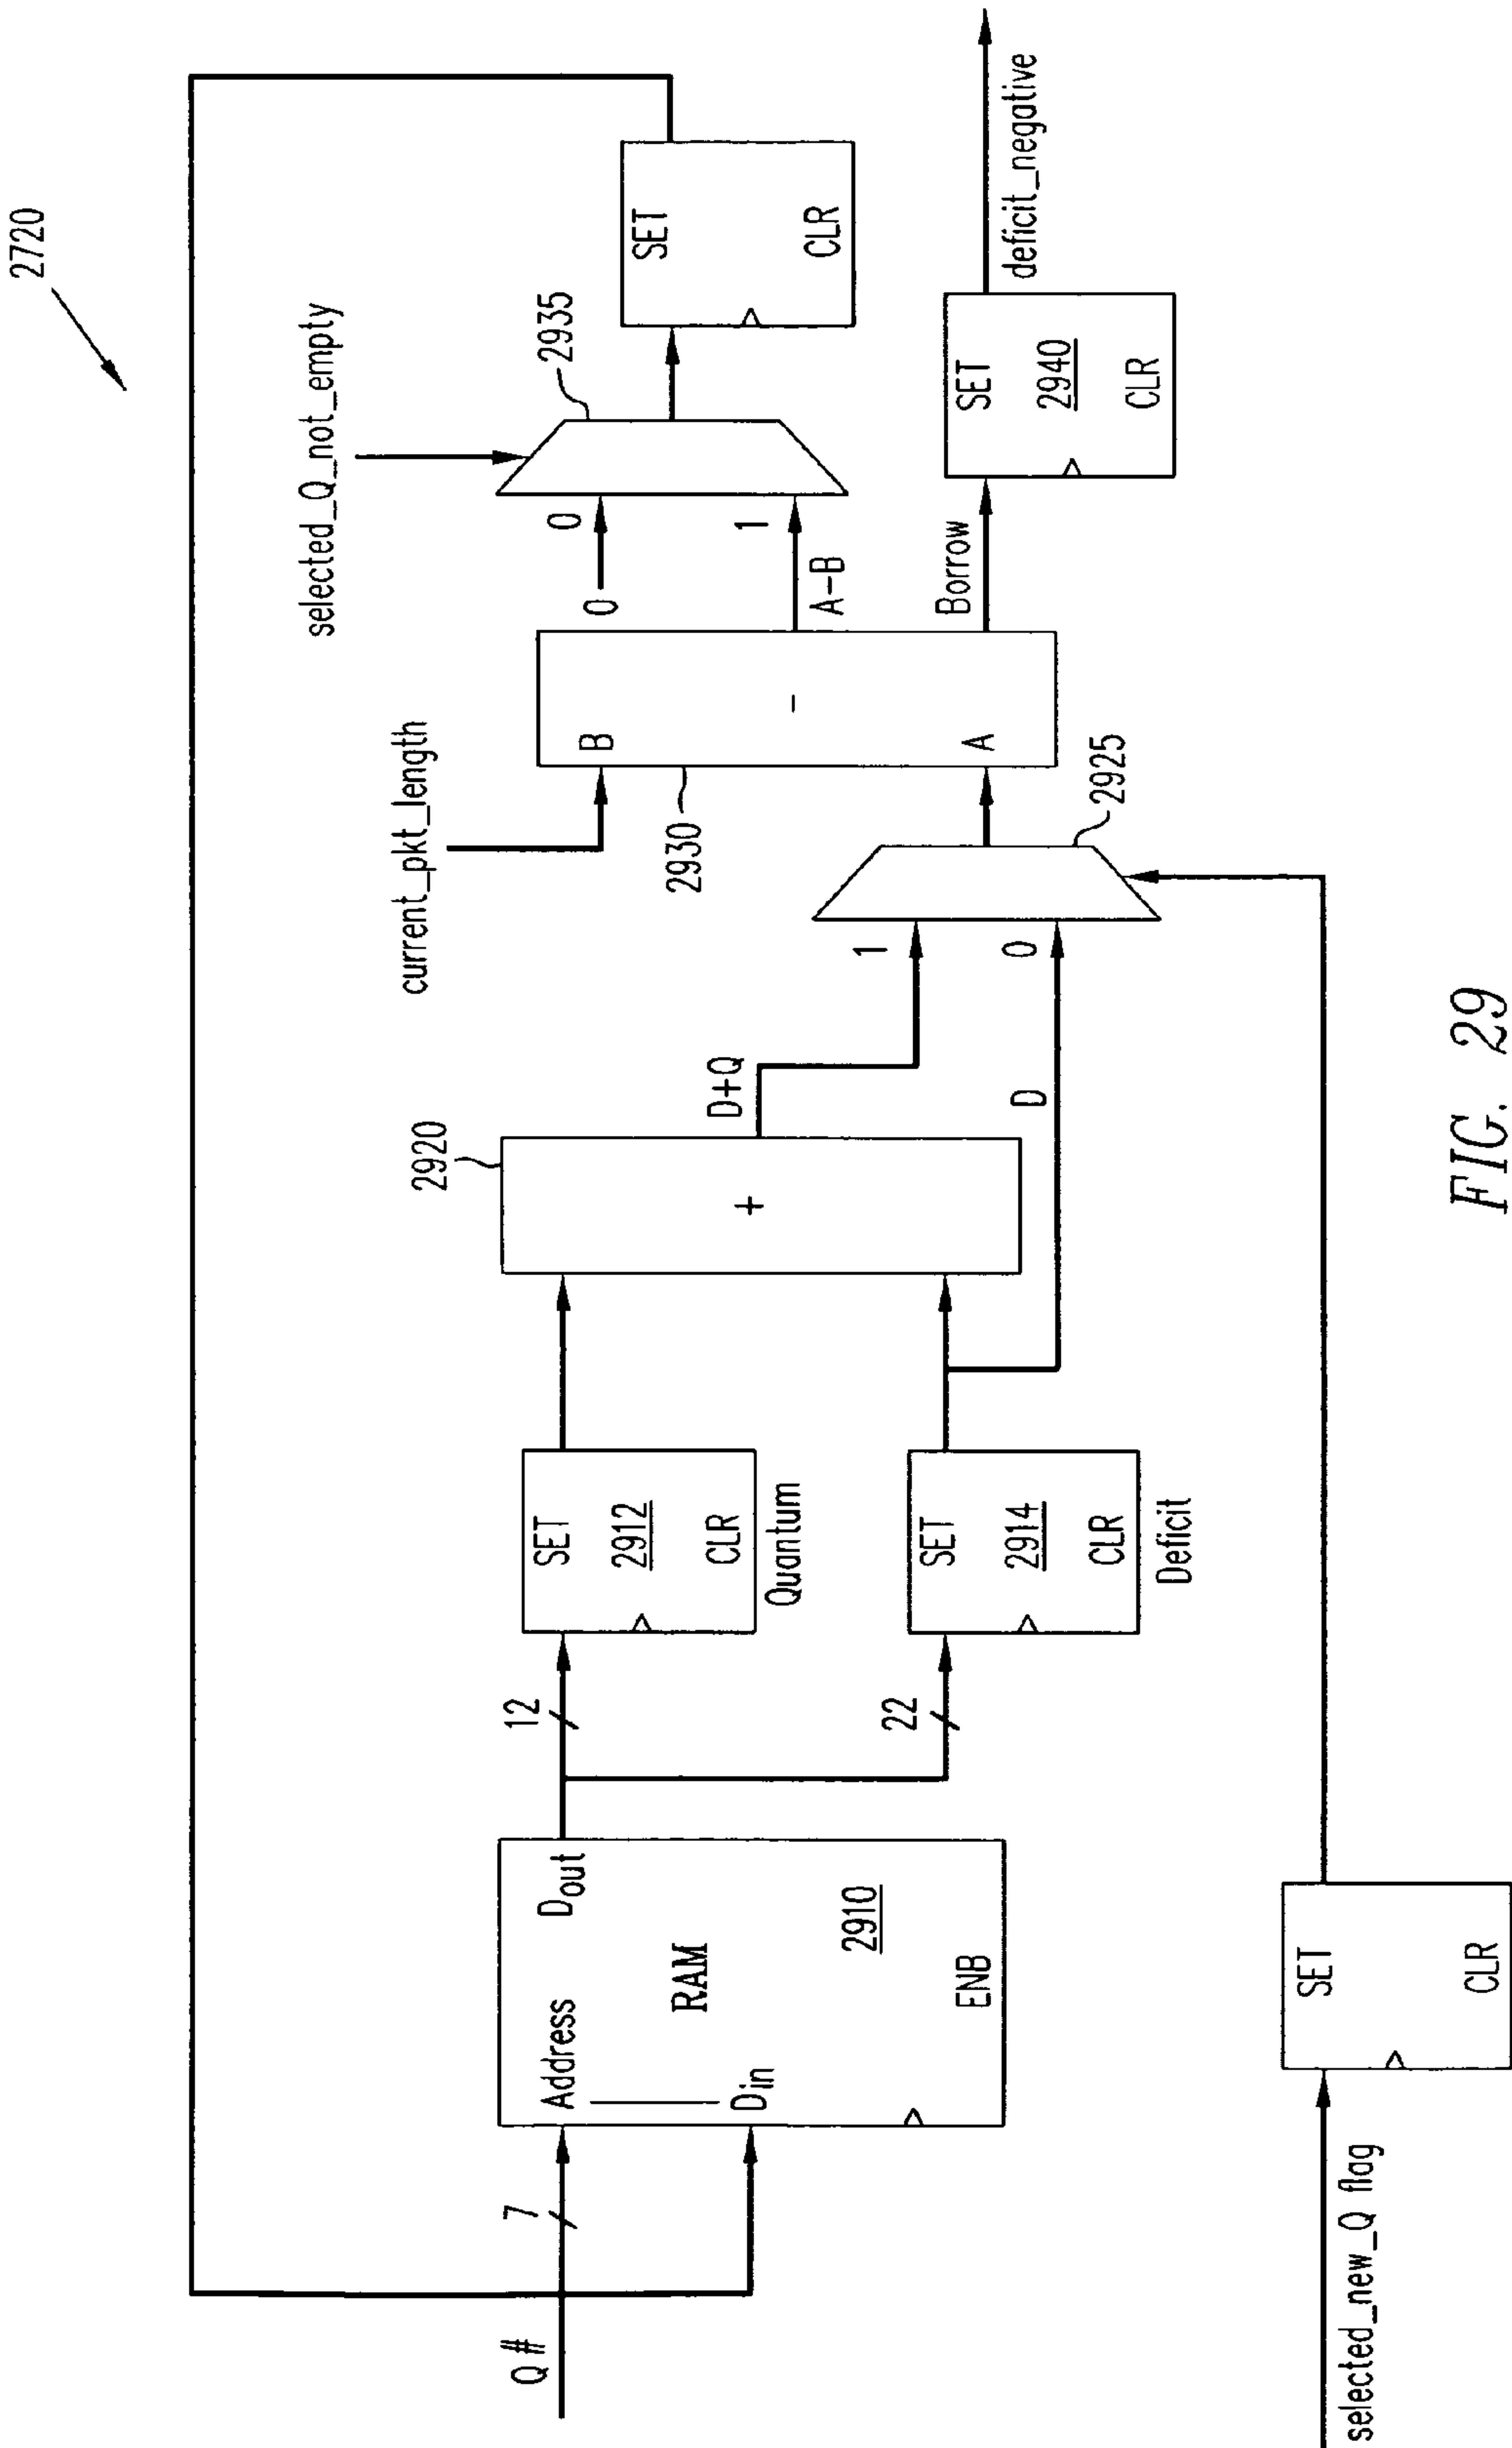 2720
selected_Q_not_empty
2935
SET
CLR
0
0
1
A-B
current_pkt_length
B
-
A
2930
Borrow
SET
2940
CLR
deficit_negative
2925
1
0
2920
+
D+Q
D
SET
2912
CLR
Quantum
SET
2914
CLR
Deficit
12
22
Q#
7
Address
Dout
RAM
Din
2910
ENB
selected_new_Q flag
SET
CLR
FIG. 29